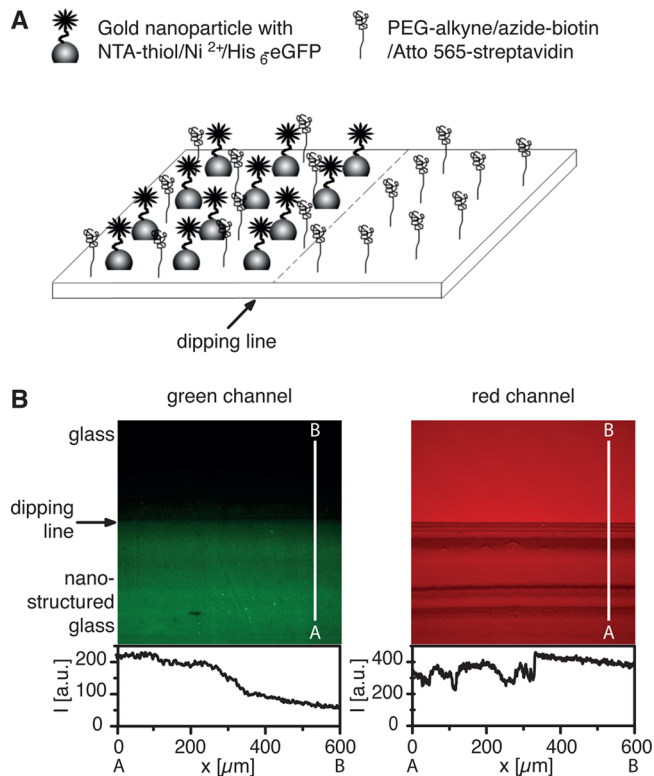 A
Gold nanoparticle with
NTA-thiol/Ni 2+/His 6-eGFP
PEG-alkyne/azide-biotin
/Atto 565-streptavidin
dipping line
B
green channel
red channel
glass
dipping
line
nano-
structured
glass
B
A
B
A
I [a.u.]
200
100
0
0
200
400
600
A
x [µm]
B
I [a.u.]
400
200
0
0
200
400
600
A
x [µm]
B